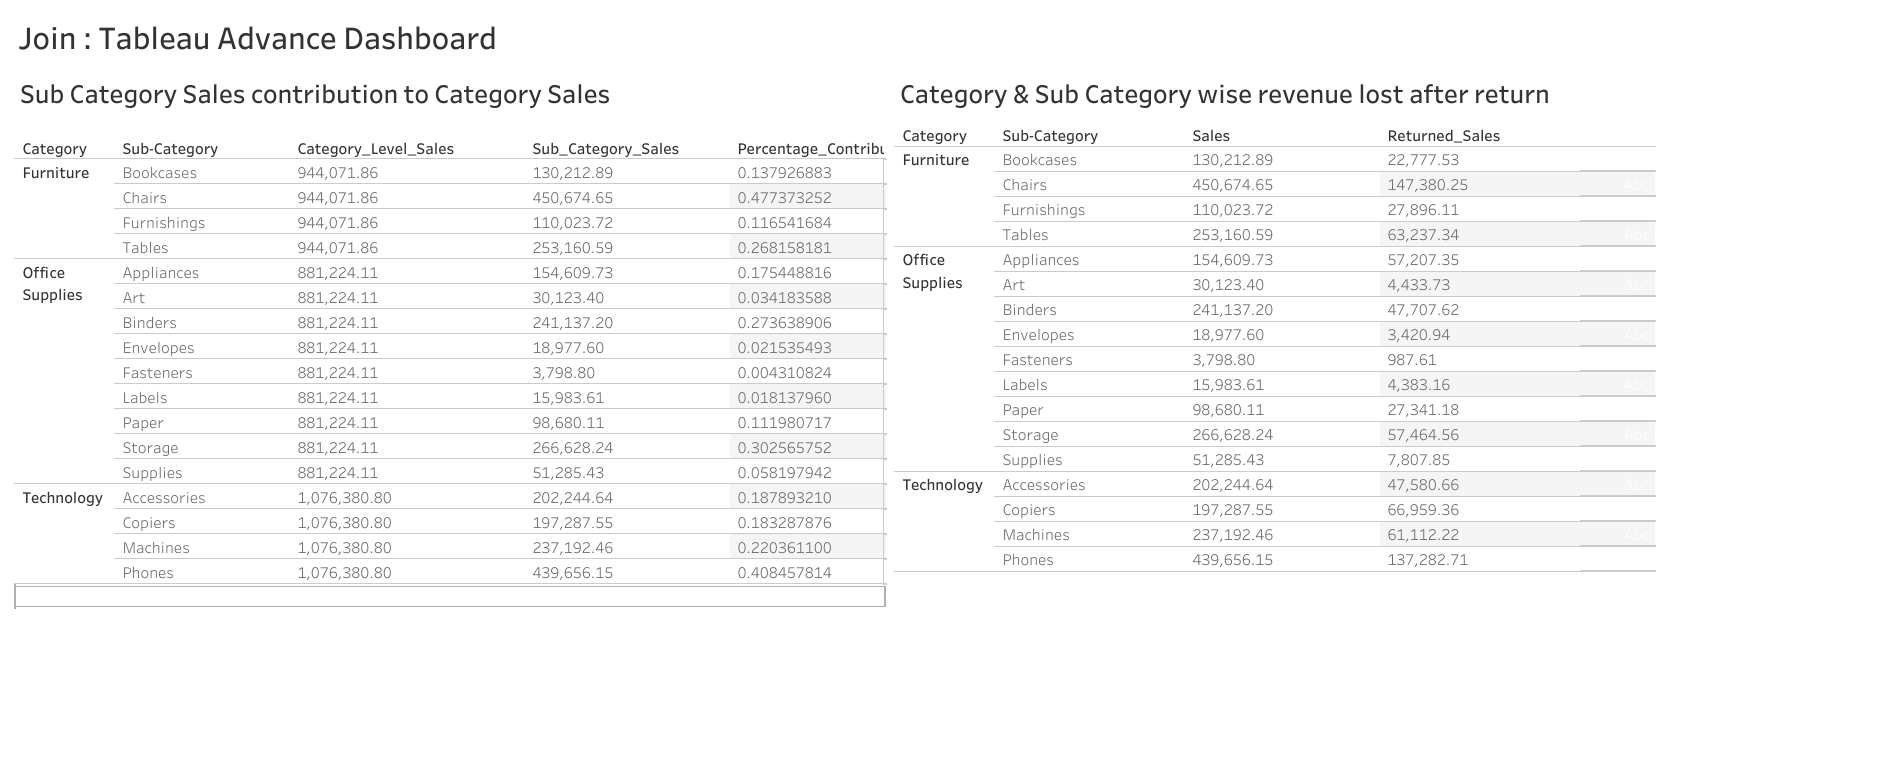 Join : Tableau Advance Dashboard
Sub Category Sales contribution to Category Sales
Category Sub-Category Category_Level_Sales Sub_Category_Sales Percentage_Contribu
Furniture Bookcases 944,071.86 130,212.89 0.137926883
Chairs 944,071.86 450,674.65 0.477373252
Furnishings 944,071.86 110,023.72 0.116541684
Tables 944,071.86 253,160.59 0.268158181
Office Appliances 881,224.11 154,609.73 0.175448816
Supplies Art 881,224.11 30,123.40 0.034183588
Binders 881,224.11 241,137.20 0.273638906
Envelopes 881,224.11 18,977.60 0.021535493
Fasteners 881,224.11 3,798.80 0.004310824
Labels 881,224.11 15,983.61 0.018137960
Paper 881,224.11 98,680.11 0.111980717
Storage 881,224.11 266,628.24 0.302565752
Supplies 881,224.11 51,285.43 0.058197942
Technology Accessories 1,076,380.80 202,244.64 0.187893210
Copiers 1,076,380.80 197,287.55 0.183287876
Machines 1,076,380.80 237,192.46 0.220361100
Phones 1,076,380.80 439,656.15 0.408457814
Category & Sub Category wise revenue lost after return
Category Sub-Category Sales Returned_Sales
Furniture Bookcases 130,212.89 22,777.53
Chairs 450,674.65 147,380.25 Abc
Furnishings 110,023.72 27,896.11
Tables 253,160.59 63,237.34 Abc
Office Appliances 154,609.73 57,207.35
Supplies Art 30,123.40 4,433.73 Abc
Binders 241,137.20 47,707.62
Envelopes 18,977.60 3,420.94 Abc
Fasteners 3,798.80 987.61
Labels 15,983.61 4,383.16 Abc
Paper 98,680.11 27,341.18
Storage 266,628.24 57,464.56 Abc
Supplies 51,285.43 7,807.85
Technology Accessories 202,244.64 47,580.66 Abc
Copiers 197,287.55 66,959.36
Machines 237,192.46 61,112.22 Abc
Phones 439,656.15 137,282.71